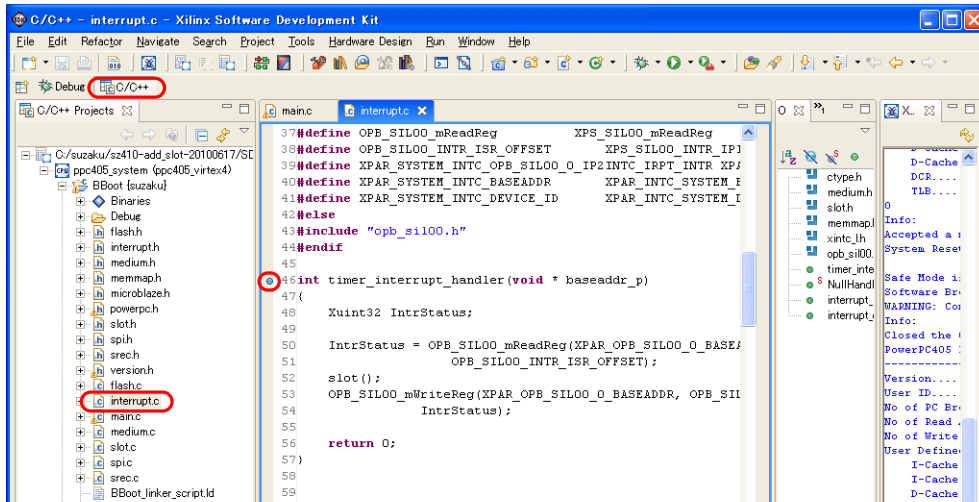 C/C++ - interrupt.c - Xilinx Software Development Kit
File Edit Refactor Navigate Search Project Tools Hardware Design Run Window Help
Debug C/C++
C/C++ Projects
C:/suzaku/sz410-add_slot-20100617/SD
ppc405_system (ppc405_virtex4)
BBoot {suzaku}
Binaries
Debug
flash.h
interrupt.h
medium.h
memmap.h
microblaze.h
powerpc.h
slot.h
spi.h
srec.h
version.h
flash.c
interrupt.c
main.c
medium.c
slot.c
spi.c
srec.c
BBoot_linker_script.ld
main.c interrupt.c
37 #define OPB_SIL00_mReadReg XPS_SIL00_mReadReg
38 #define OPB_SIL00_INTR_ISR_OFFSET XPS_SIL00_INTR_IPI
39 #define XPAR_SYSTEM_INTC_OPB_SIL00_0_IP2INTC_IRPT_INTR XPA
40 #define XPAR_SYSTEM_INTC_BASEADDR XPAR_INTC_SYSTEM_
41 #define XPAR_SYSTEM_INTC_DEVICE_ID XPAR_INTC_SYSTEM_
42 #else
43 #include "opb_sil00.h"
44 #endif
45
46 int timer_interrupt_handler(void * baseaddr_p)
47 {
48 Xuint32 IntrStatus;
49
50 IntrStatus = OPB_SIL00_mReadReg(XPAR_OPB_SIL00_0_BASEA
51 OPB_SIL00_INTR_ISR_OFFSET);
52 slot();
53 OPB_SIL00_mWriteReg(XPAR_OPB_SIL00_0_BASEADDR, OPB_SIL
54 IntrStatus);
55
56 return 0;
57 }
58
59
O
ctype.h
medium.h
slot.h
memmap.
xintc_l.h
opb_sil00.
timer_inte
NullHandl
interrupt_
interrupt_
X..
D-Cache
DCR....
TLB....
0
Info:
Accepted a
System Reset
Safe Mode i
Software Br
WARNING: Co
Info:
Closed the
PowerPC405
------------
Version....
User ID....
No of PC Br
No of Read
No of Write
User Define
I-Cache
I-Cache
D-Cache